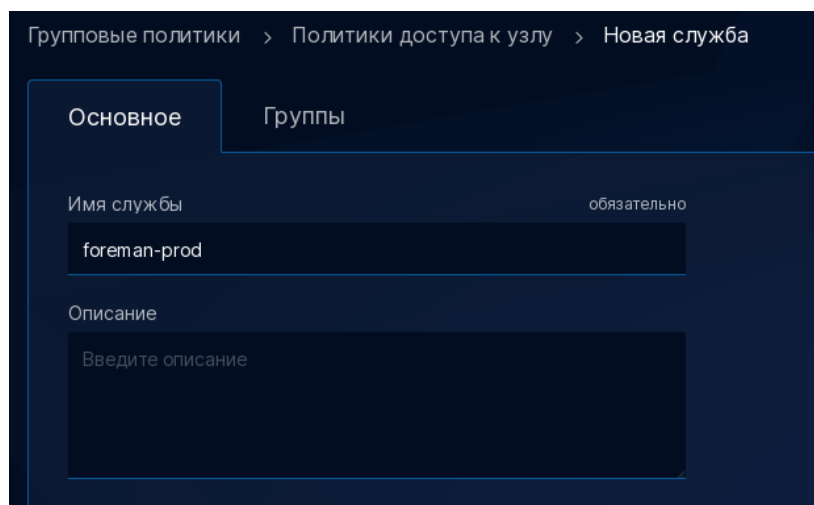 Групповые политики > Политики доступа к узлу > Новая служба
Основное Группы
Имя службы обязательно
foreman-prod
Описание
Введите описание